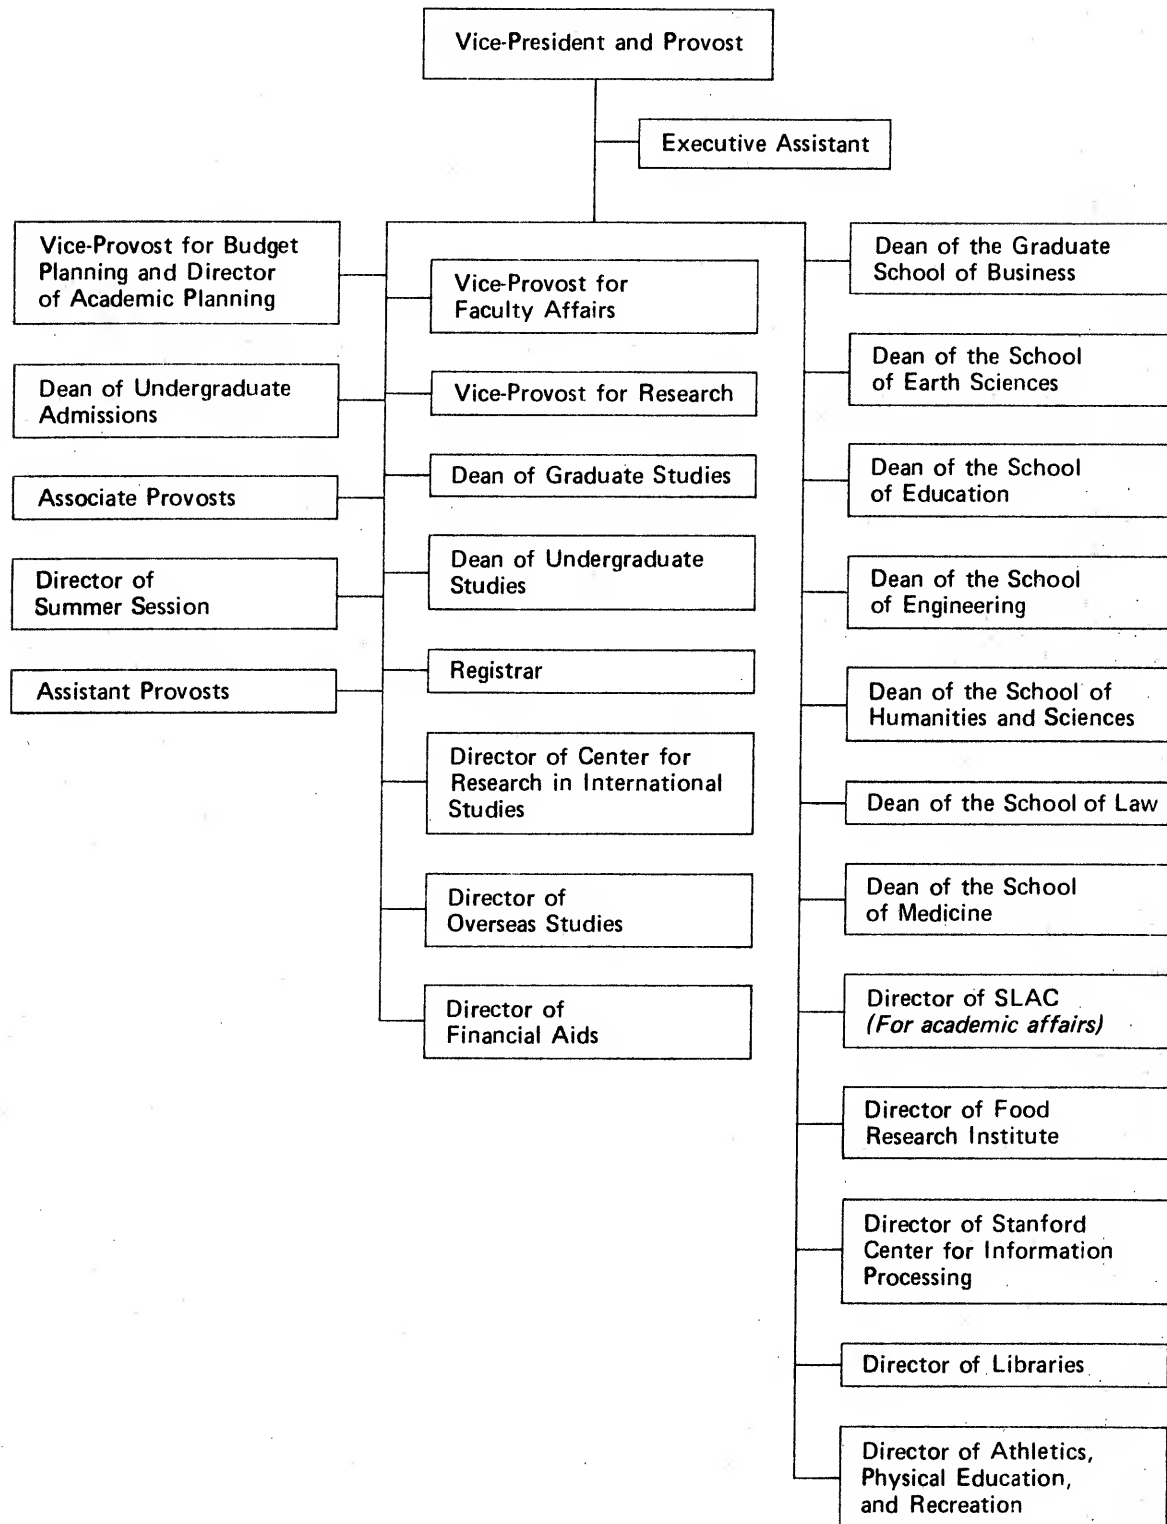 Vice-President and Provost
Executive Assistant
Vice-Provost for Budget
Planning and Director
of Academic Planning
Dean of Undergraduate
Admissions
Associate Provosts
Director of
Summer Session
Assistant Provosts
Vice-Provost for
Faculty Affairs
Vice-Provost for Research
Dean of Graduate Studies
Dean of Undergraduate
Studies
Registrar
Director of Center for
Research in International
Studies
Director of
Overseas Studies
Director of
Financial Aids
Dean of the Graduate
School of Business
Dean of the School
of Earth Sciences
Dean of the School
of Education
Dean of the School
of Engineering
Dean of the School of
Humanities and Sciences
Dean of the School of Law
Dean of the School
of Medicine
Director of SLAC
(For academic affairs)
Director of Food
Research Institute
Director of Stanford
Center for Information
Processing
Director of Libraries
Director of Athletics,
Physical Education,
and Recreation